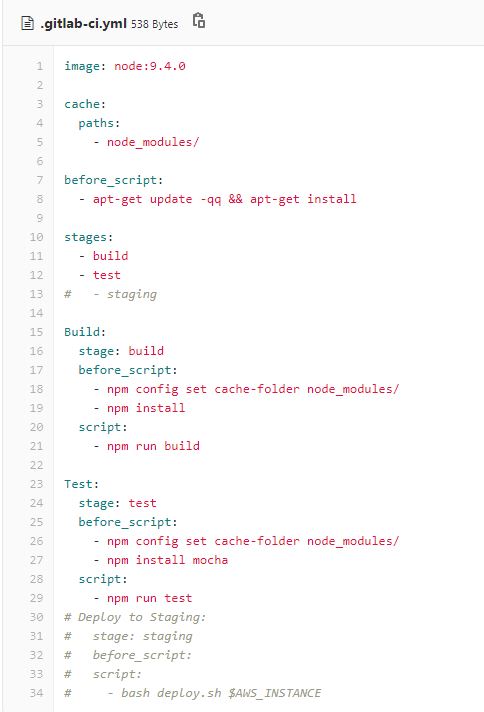 .gitlab-ci.yml 538 Bytes
1 image: node:9.4.0
2
3 cache:
4   paths:
5     - node_modules/
6
7 before_script:
8   - apt-get update -qq && apt-get install
9
10 stages:
11   - build
12   - test
13 #   - staging
14
15 Build:
16   stage: build
17   before_script:
18     - npm config set cache-folder node_modules/
19     - npm install
20   script:
21     - npm run build
22
23 Test:
24   stage: test
25   before_script:
26     - npm config set cache-folder node_modules/
27     - npm install mocha
28   script:
29     - npm run test
30 # Deploy to Staging:
31 #   stage: staging
32 #   before_script:
33 #   script:
34 #     - bash deploy.sh $AWS_INSTANCE